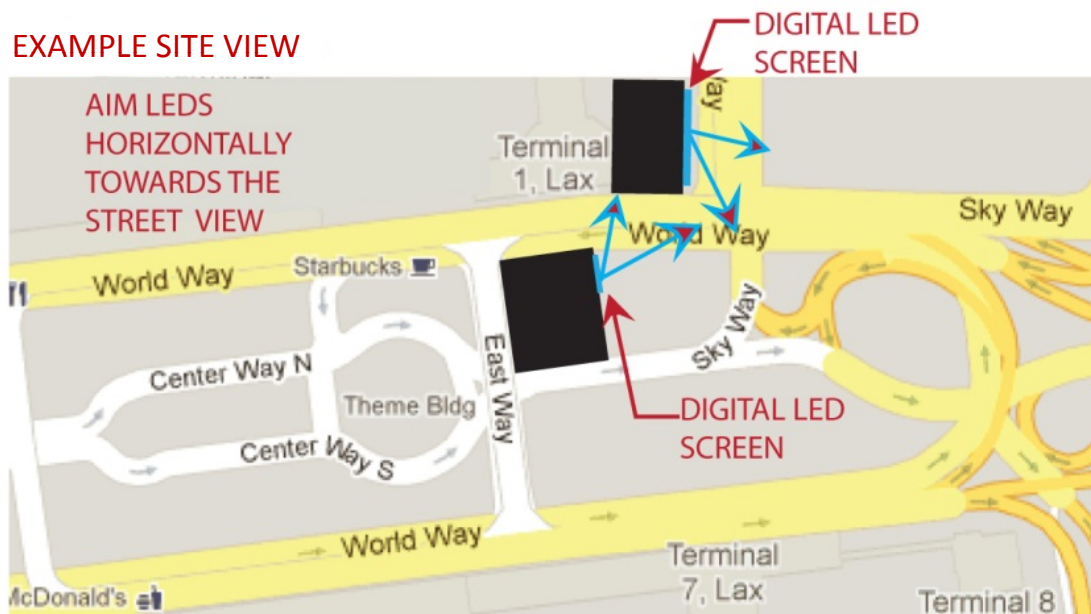 EXAMPLE SITE VIEW
DIGITAL LED
SCREEN
AIM LEDS
HORIZONTALLY
TOWARDS THE
STREET VIEW
Terminal
1, Lax
Way
Sky Way
World Way
World Way
Starbucks
Sky Way
East Way
Center Way N
Theme Bldg
Center Way S
DIGITAL LED
SCREEN
World Way
Terminal
7, Lax
McDonald's
Terminal 8